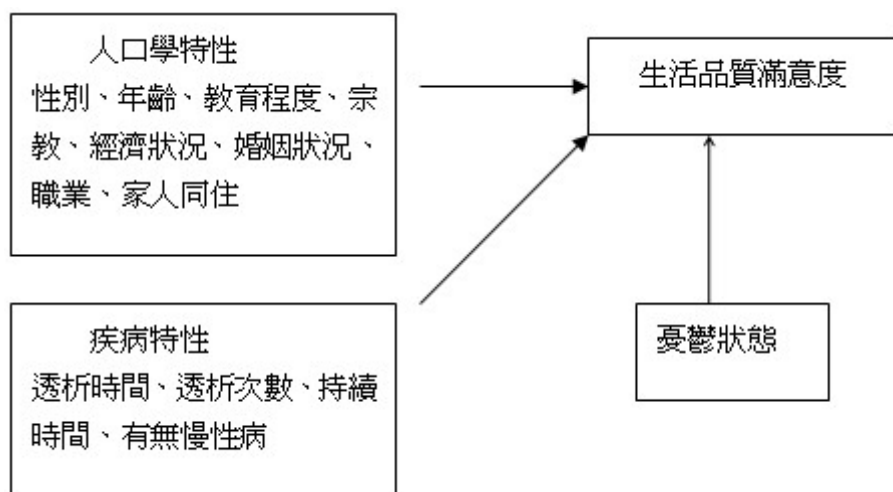 人口學特性
性別、年齡、教育程度、宗
教、經濟狀況、婚姻狀況、
職業、家人同住
生活品質滿意度
疾病特性
透析時間、透析次數、持續
時間、有無慢性病
憂鬱狀態